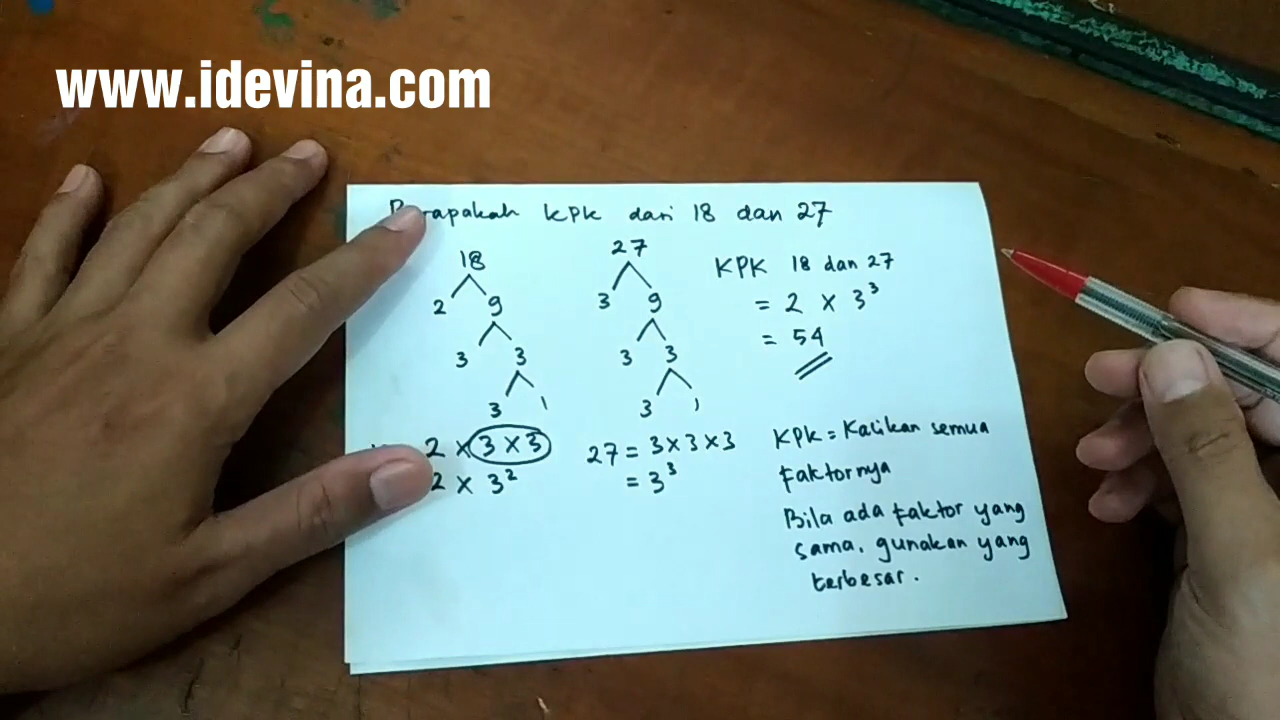 www.idevina.com
Berapakah KPK dari 18 dan 27
18
2 9
3 3
3 1
2 x 3 x 3
2 x 3²
27
3 9
3 3
3 1
27 = 3 x 3 x 3
= 3³
KPK 18 dan 27
= 2 x 3³
= 54
KPK = Kalikan semua
faktornya
Bila ada faktor yang
sama, gunakan yang
terbesar.